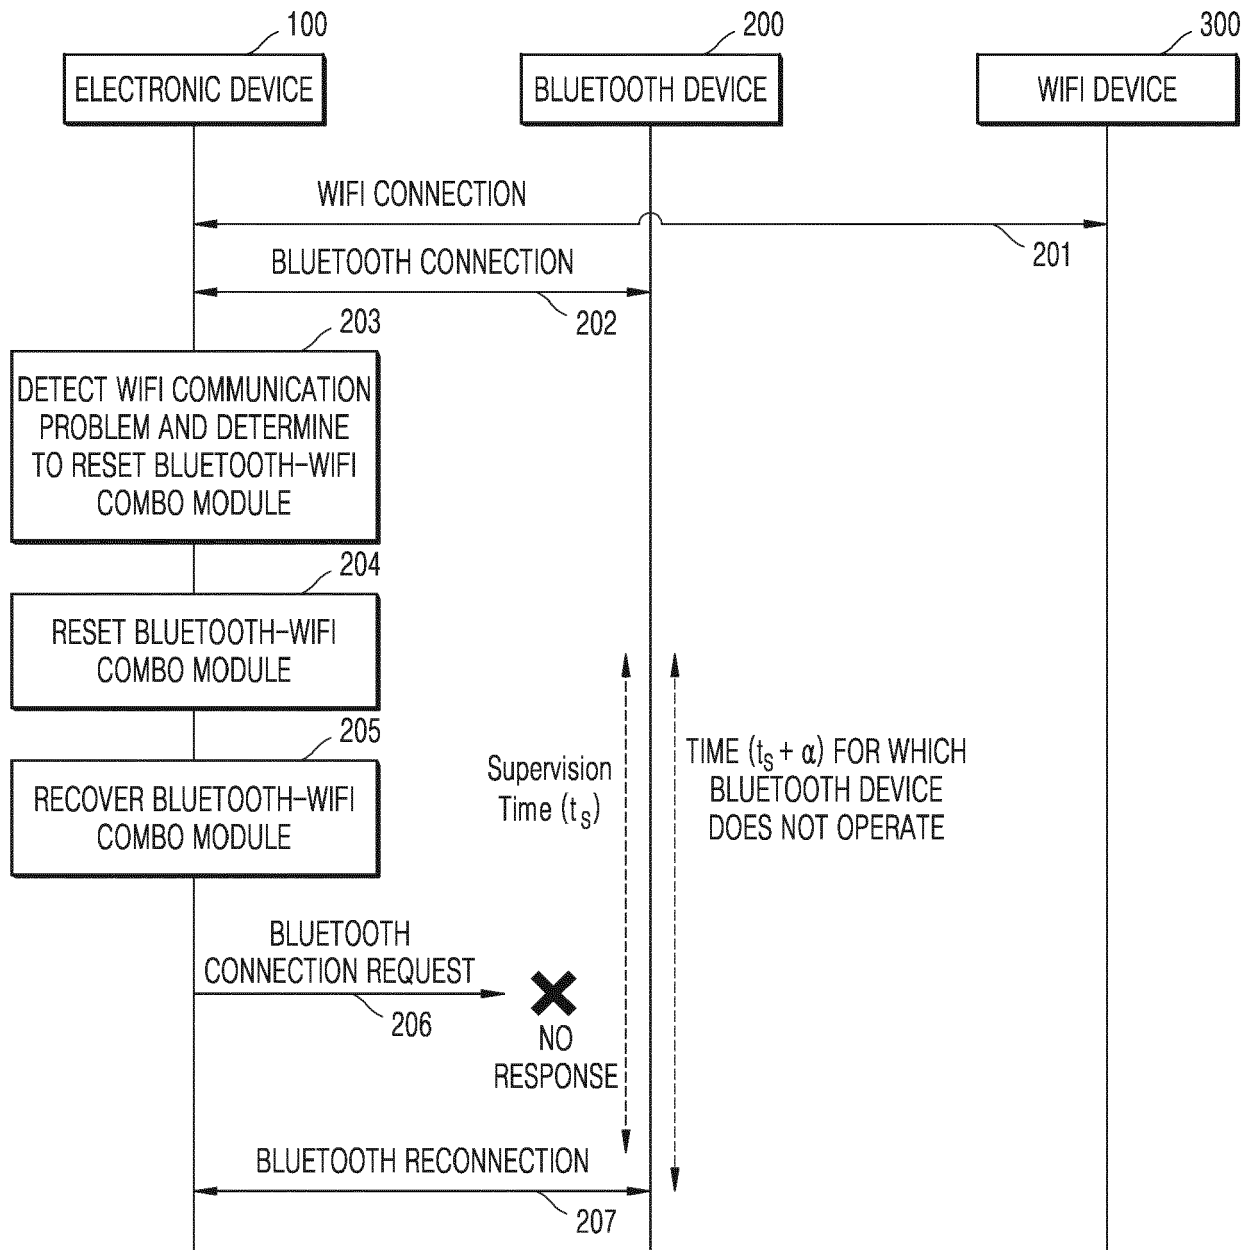 100
200
300
ELECTRONIC DEVICE
BLUETOOTH DEVICE
WIFI DEVICE
WIFI CONNECTION
201
BLUETOOTH CONNECTION
202
203
DETECT WIFI COMMUNICATION
PROBLEM AND DETERMINE
TO RESET BLUETOOTH-WIFI
COMBO MODULE
204
RESET BLUETOOTH-WIFI
COMBO MODULE
205
RECOVER BLUETOOTH-WIFI
COMBO MODULE
Supervision
Time (ts)
TIME (ts + α) FOR WHICH
BLUETOOTH DEVICE
DOES NOT OPERATE
BLUETOOTH
CONNECTION REQUEST
206
NO
RESPONSE
BLUETOOTH RECONNECTION
207